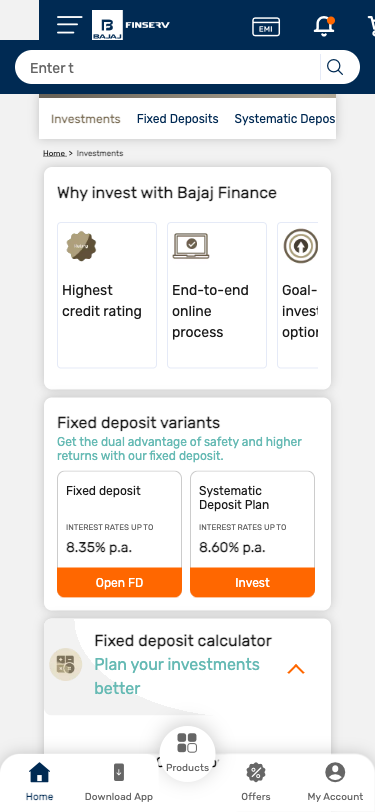 BAJAJ
FINSERV
EMI
Enter t
Investments
Fixed Deposits
Systematic Depos
Home > Investments
Why invest with Bajaj Finance
Highest
credit rating
End-to-end
online
process
Goal-
invest
option
Fixed deposit variants
Get the dual advantage of safety and higher
returns with our fixed deposit.
Fixed deposit
INTEREST RATES UP TO
8.35% p.a.
Open FD
Systematic
Deposit Plan
INTEREST RATES UP TO
8.60% p.a.
Invest
Fixed deposit calculator
Plan your investments
better
Home
Download App
Products
Offers
My Account